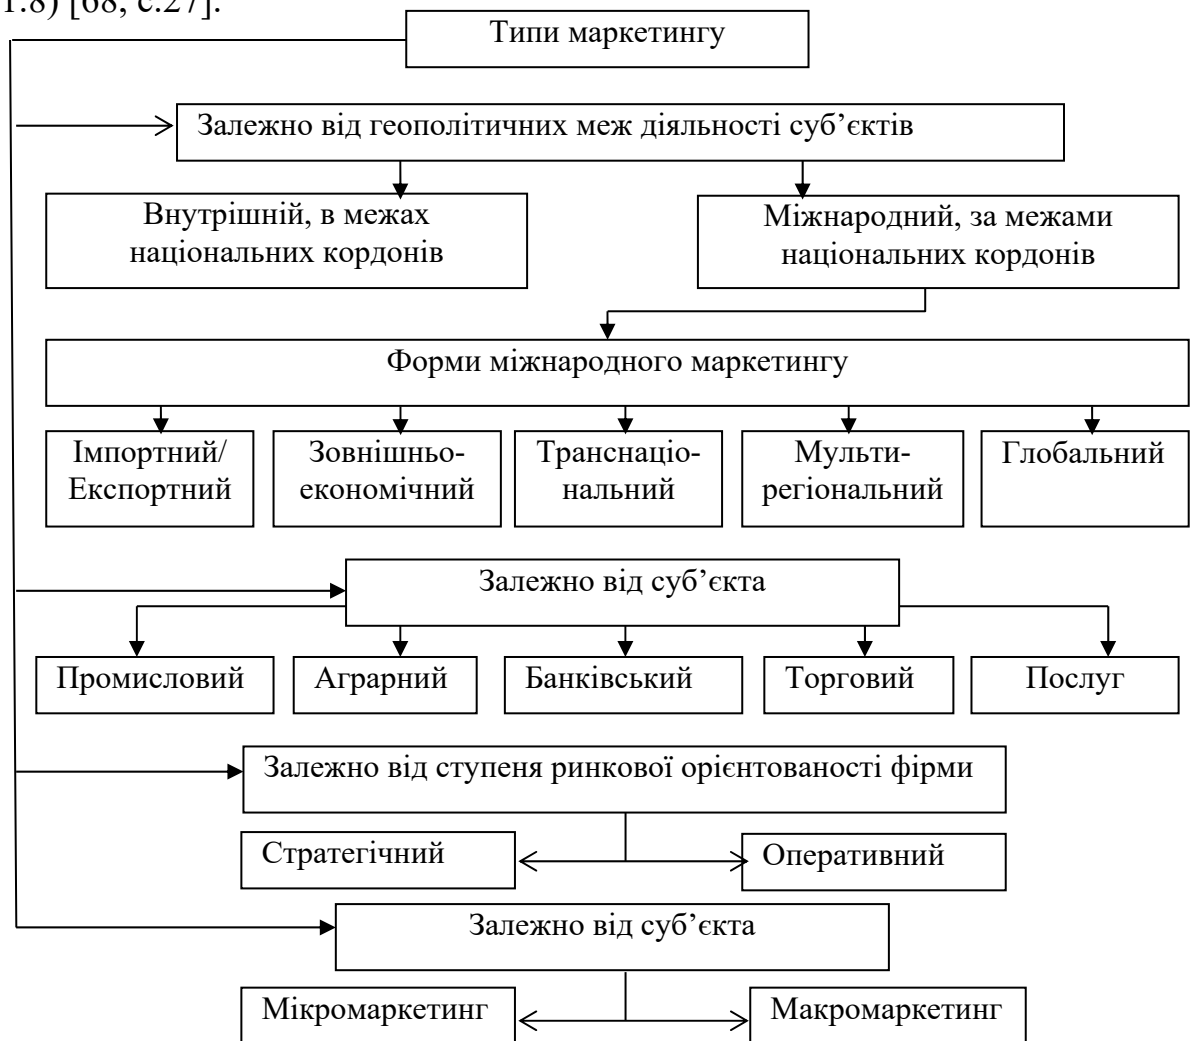 1.8) [68, с.27].
Типи маркетингу
Залежно від геополітичних меж діяльності суб’єктів
Внутрішній, в межах
національних кордонів
Міжнародний, за межами
національних кордонів
Форми міжнародного маркетингу
Імпортний/
Експортний
Зовнішньо-
економічний
Транснаціо-
нальний
Мульти-
регіональний
Глобальний
Залежно від суб’єкта
Промисловий
Аграрний
Банківський
Торговий
Послуг
Залежно від ступеня ринкової орієнтованості фірми
Стратегічний
Оперативний
Залежно від суб’єкта
Мікромаркетинг
Макромаркетинг